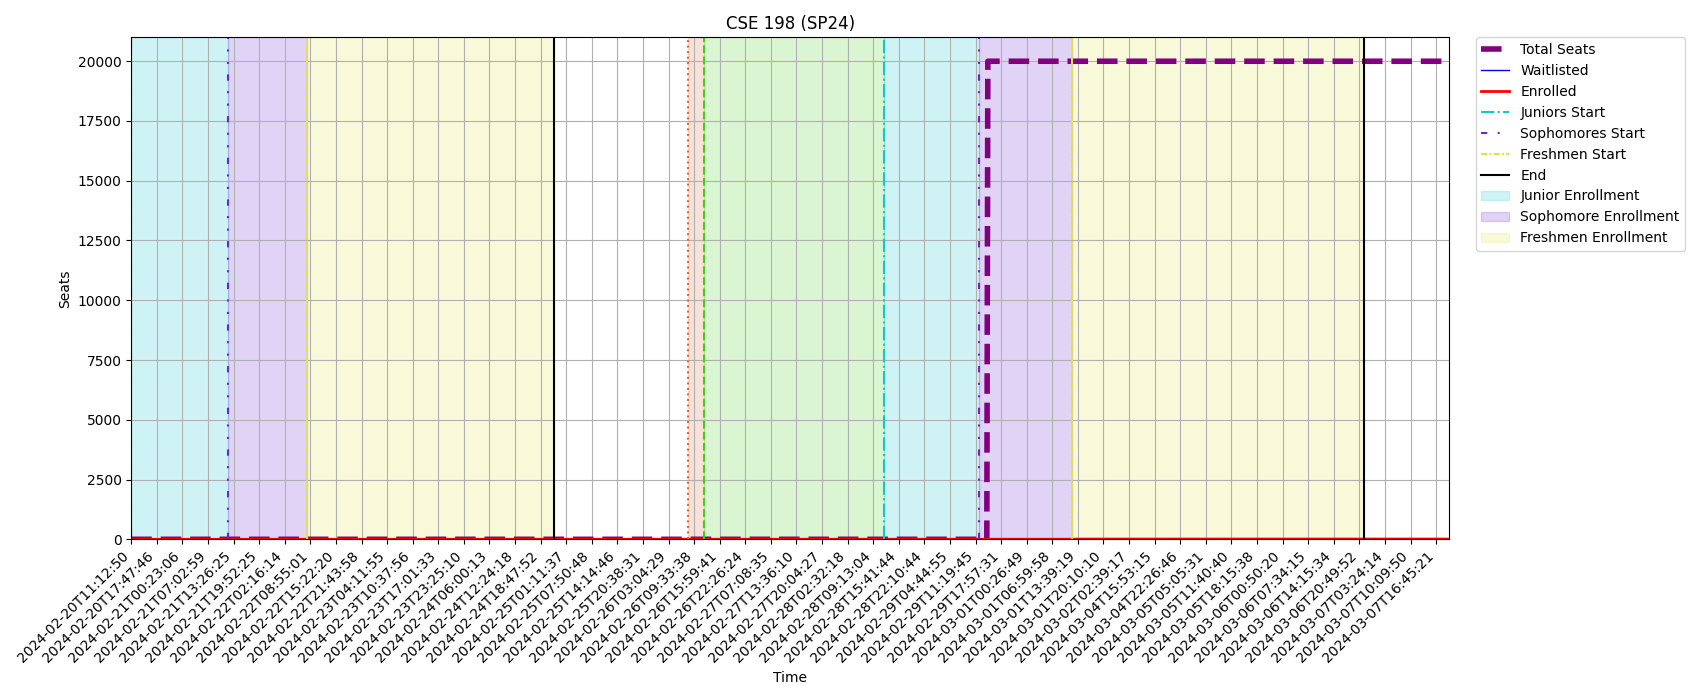 CSE 198 (SP24)
Seats
20000
17500
15000
12500
10000
7500
5000
2500
0
2024-02-20T11:12:50
2024-02-20T17:47:46
2024-02-21T00:23:06
2024-02-21T07:02:59
2024-02-21T13:26:25
2024-02-21T19:52:25
2024-02-22T02:16:14
2024-02-22T08:55:01
2024-02-22T15:22:20
2024-02-22T21:43:58
2024-02-23T04:11:55
2024-02-23T10:37:56
2024-02-23T17:01:33
2024-02-23T23:25:10
2024-02-24T06:00:13
2024-02-24T12:24:18
2024-02-24T18:47:52
2024-02-25T01:11:37
2024-02-25T07:50:48
2024-02-25T14:14:46
2024-02-25T20:38:31
2024-02-26T03:04:29
2024-02-26T09:33:38
2024-02-26T15:59:41
2024-02-26T22:26:24
2024-02-27T07:08:35
2024-02-27T13:36:10
2024-02-27T20:04:27
2024-02-28T02:32:18
2024-02-28T09:13:04
2024-02-28T15:41:44
2024-02-28T22:10:44
2024-02-29T04:44:55
2024-02-29T11:19:45
2024-02-29T17:57:31
2024-03-01T00:26:49
2024-03-01T06:59:58
2024-03-01T13:39:19
2024-03-01T20:10:10
2024-03-02T02:39:17
2024-03-04T15:53:15
2024-03-04T22:26:46
2024-03-05T05:05:31
2024-03-05T11:40:40
2024-03-05T18:15:38
2024-03-06T00:50:20
2024-03-06T07:34:15
2024-03-06T14:15:34
2024-03-06T20:49:52
2024-03-07T03:24:14
2024-03-07T10:09:50
2024-03-07T16:45:21
Time
Total Seats
Waitlisted
Enrolled
Juniors Start
Sophomores Start
Freshmen Start
End
Junior Enrollment
Sophomore Enrollment
Freshmen Enrollment